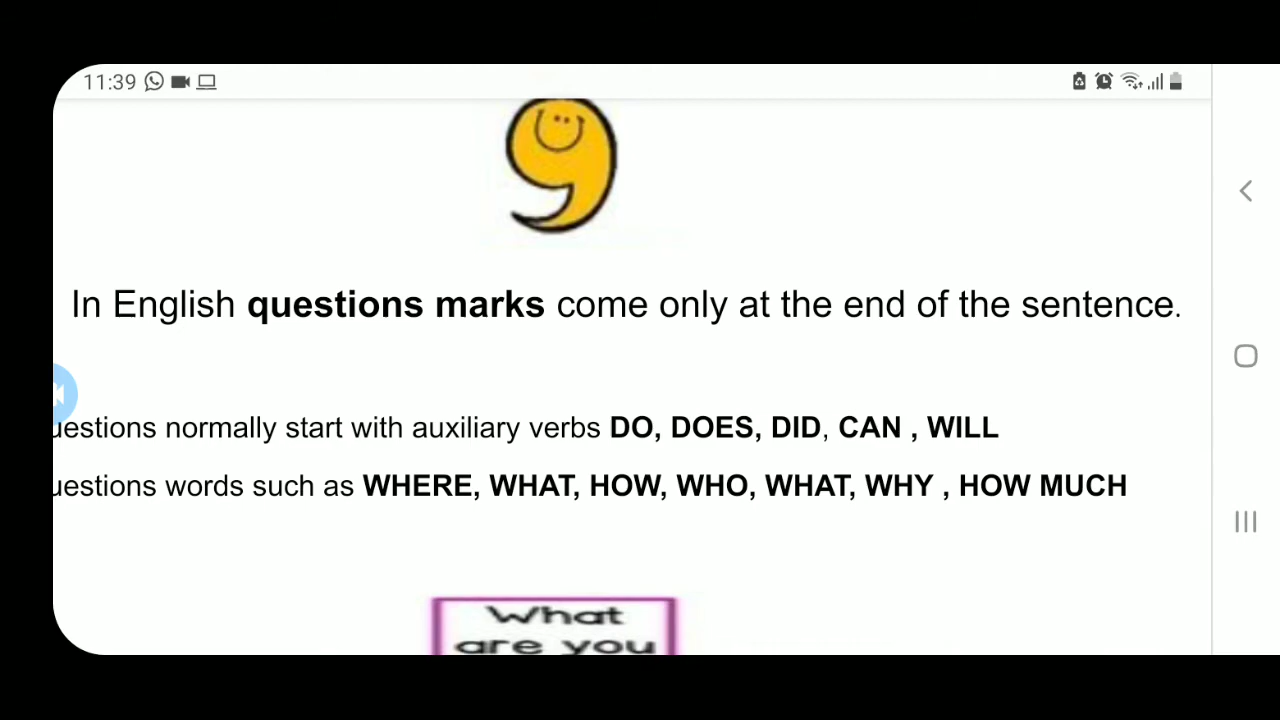 11:39
In English questions marks come only at the end of the sentence.
uestions normally start with auxiliary verbs DO, DOES, DID, CAN , WILL
uestions words such as WHERE, WHAT, HOW, WHO, WHAT, WHY , HOW MUCH
What
are you